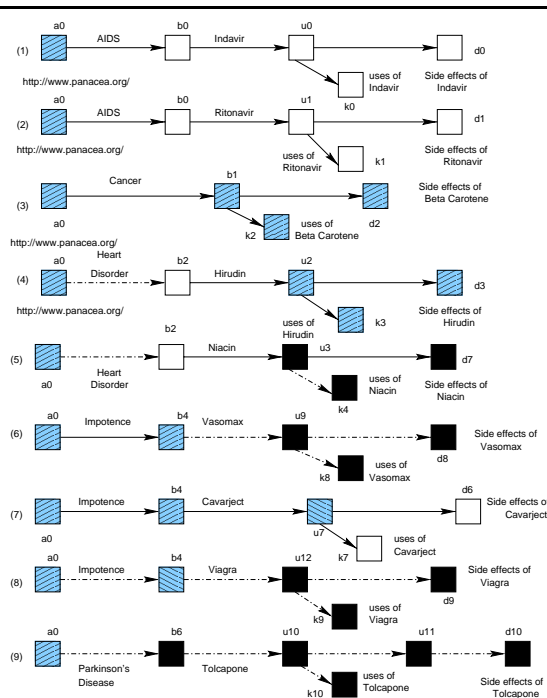 a0 b0 u0
(1) AIDS Indavir d0
http://www.panacea.org/ k0 uses of Indavir Side effects of Indavir
a0 b0 u1
(2) AIDS Ritonavir d1
http://www.panacea.org/ uses of Ritonavir k1 Side effects of Ritonavir
Cancer b1 Side effects of
(3) Beta Carotene
a0 k2 uses of Beta Carotene d2
http://www.panacea.org/
Heart
a0 b2 u2
(4) Disorder Hirudin d3
http://www.panacea.org/ k3 Side effects of
uses of Hirudin Hirudin
b2
(5) Niacin u3 d7
a0 Heart Disorder k4 uses of Niacin Side effects of Niacin
a0 b4 u9
(6) Impotence Vasomax Side effects of Vasomax
k8 uses of Vasomax d8
b4 d6
(7) Impotence Cavarject Side effects of
Cavarject
a0 u7 k7 uses of Cavarject
a0 b4 u12
(8) Impotence Viagra Side effects of Viagra
k9 uses of Viagra d9
a0 b6 u10 u11 d10
(9)
Parkinson's Disease Tolcapone k10 uses of Tolcapone Side effects of Tolcapone